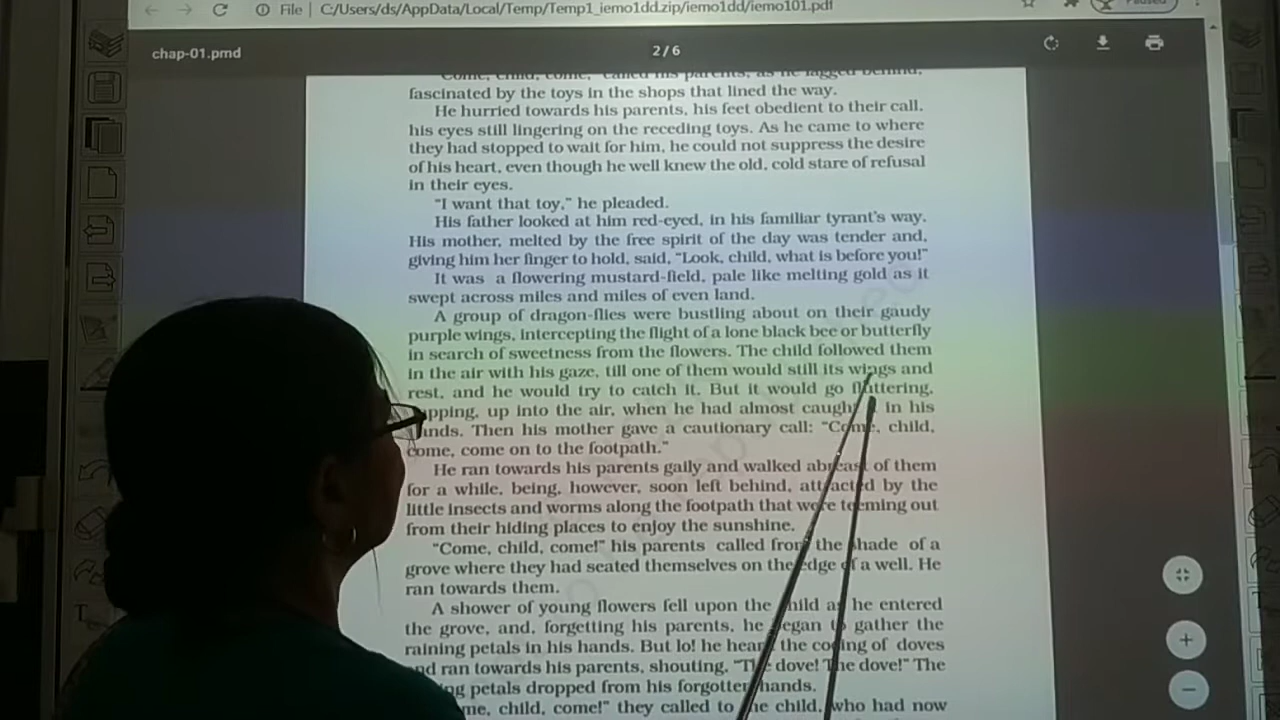 File | C:/Users/ds/AppData/Local/Temp/Temp1_iemo1dd.zip/iemo1dd/iemo101.pdf
Paused
chap-01.pmd
2 / 6
"Come, child, come," called his parents, as he lagged behind,
fascinated by the toys in the shops that lined the way.
He hurried towards his parents, his feet obedient to their call,
his eyes still lingering on the receding toys. As he came to where
they had stopped to wait for him, he could not suppress the desire
of his heart, even though he well knew the old, cold stare of refusal
in their eyes.
"I want that toy," he pleaded.
His father looked at him red-eyed, in his familiar tyrant's way.
His mother, melted by the free spirit of the day was tender and,
giving him her finger to hold, said, "Look, child, what is before you!"
It was a flowering mustard-field, pale like melting gold as it
swept across miles and miles of even land.
A group of dragon-flies were bustling about on their gaudy
purple wings, intercepting the flight of a lone black bee or butterfly
in search of sweetness from the flowers. The child followed them
in the air with his gaze, till one of them would still its wings and
rest, and he would try to catch it. But it would go fluttering,
up into the air, when he had almost caught in his
Then his mother gave a cautionary call: "Come, child,
come, come on to the footpath."
He ran towards his parents gaily and walked abreast of them
for a while, being, however, soon left behind, attracted by the
little insects and worms along the footpath that were teeming out
from their hiding places to enjoy the sunshine.
"Come, child, come!" his parents called from the shade of a
grove where they had seated themselves on the edge of a well. He
ran towards them.
A shower of young flowers fell upon the child as he entered
the grove, and, forgetting his parents, he began to gather the
raining petals in his hands. But lo! he heard the cooing of doves
and ran towards his parents, shouting, "The dove! The dove!" The
petals dropped from his forgotten hands.
child, come!" they called to the child, who had now